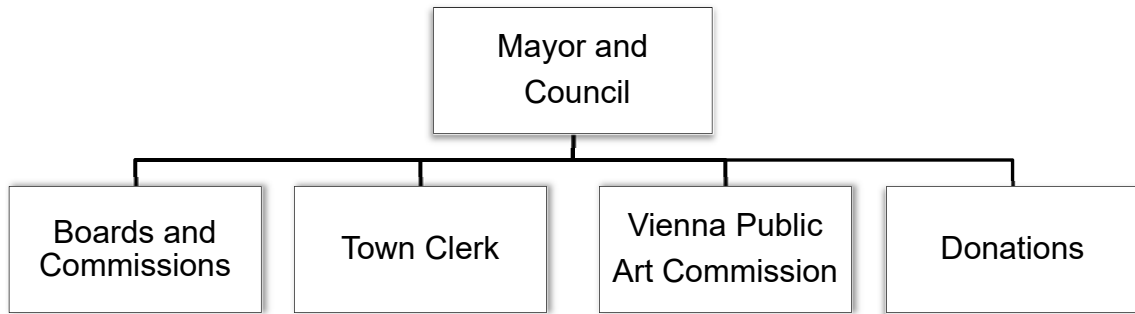 Mayor and
Council
Boards and
Commissions
Town Clerk
Vienna Public
Art Commission
Donations